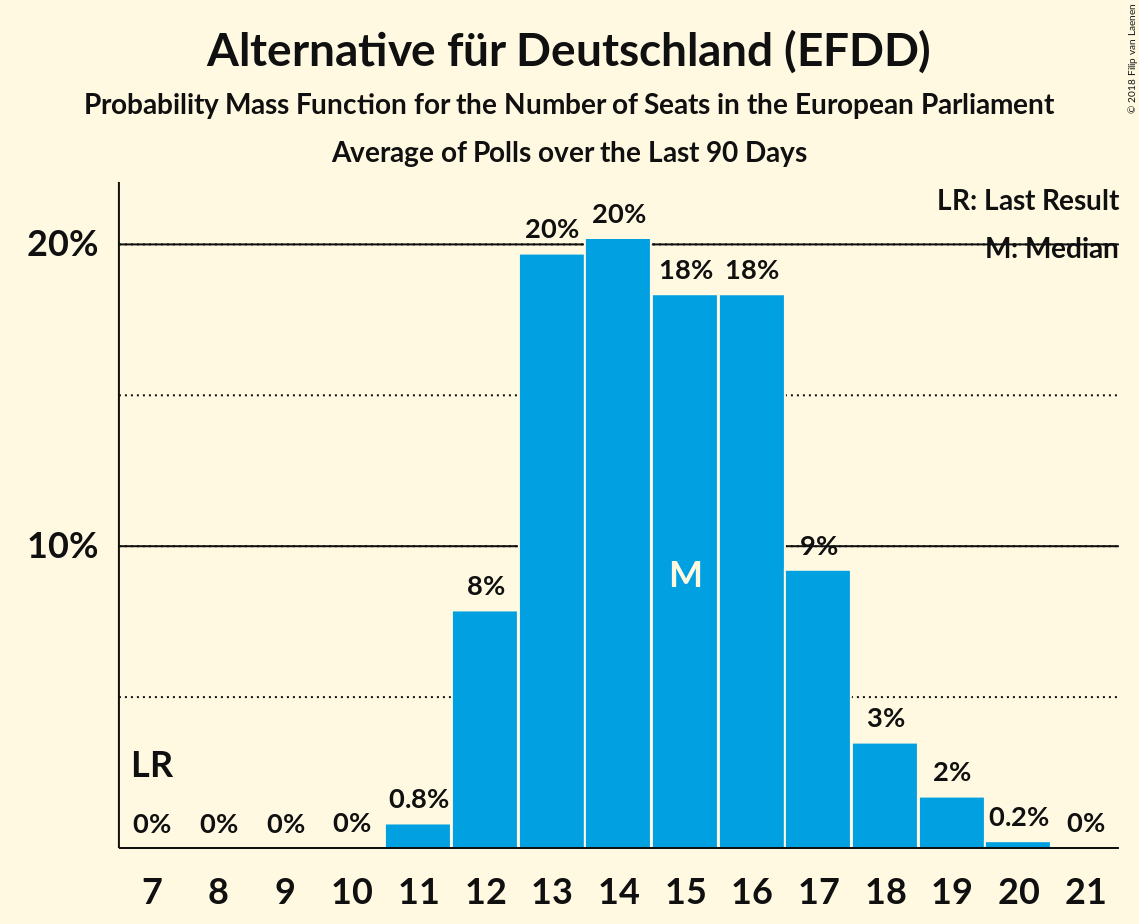 Alternative für Deutschland (EFDD)
Probability Mass Function for the Number of Seats in the European Parliament
Average of Polls over the Last 90 Days
© 2018 Filip van Laenen
LR: Last Result
M: Median
20%
10%
20%
20%
18%
18%
9%
8%
M
3%
2%
LR
0.8%
0.2%
0%
0%
0%
0%
0%
7 8 9 10 11 12 13 14 15 16 17 18 19 20 21